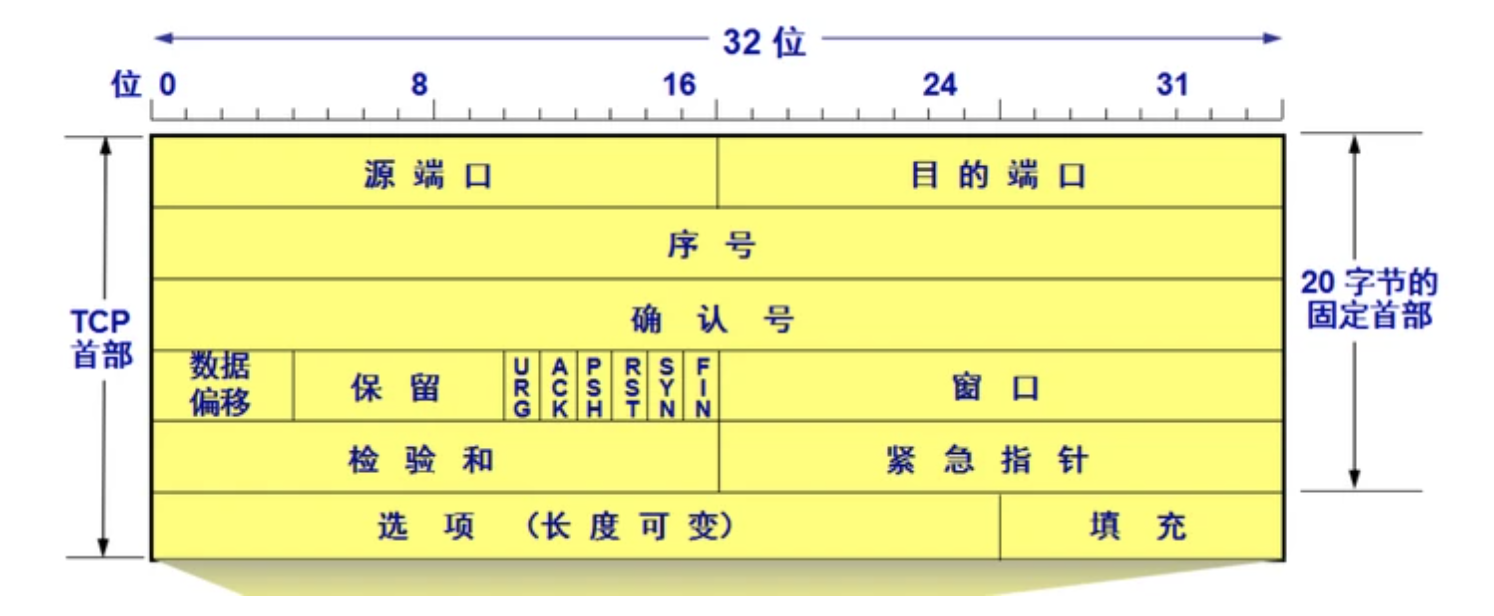 32 位
位 0 8 16 24 31
源 端 口 目 的 端 口
序 号
确 认 号
TCP
首部
20 字节的
固定首部
数据
偏移
保 留
URG
ACK
PSH
RST
SYN
FIN
窗 口
检 验 和 紧 急 指 针
选 项 （长 度 可 变） 填 充